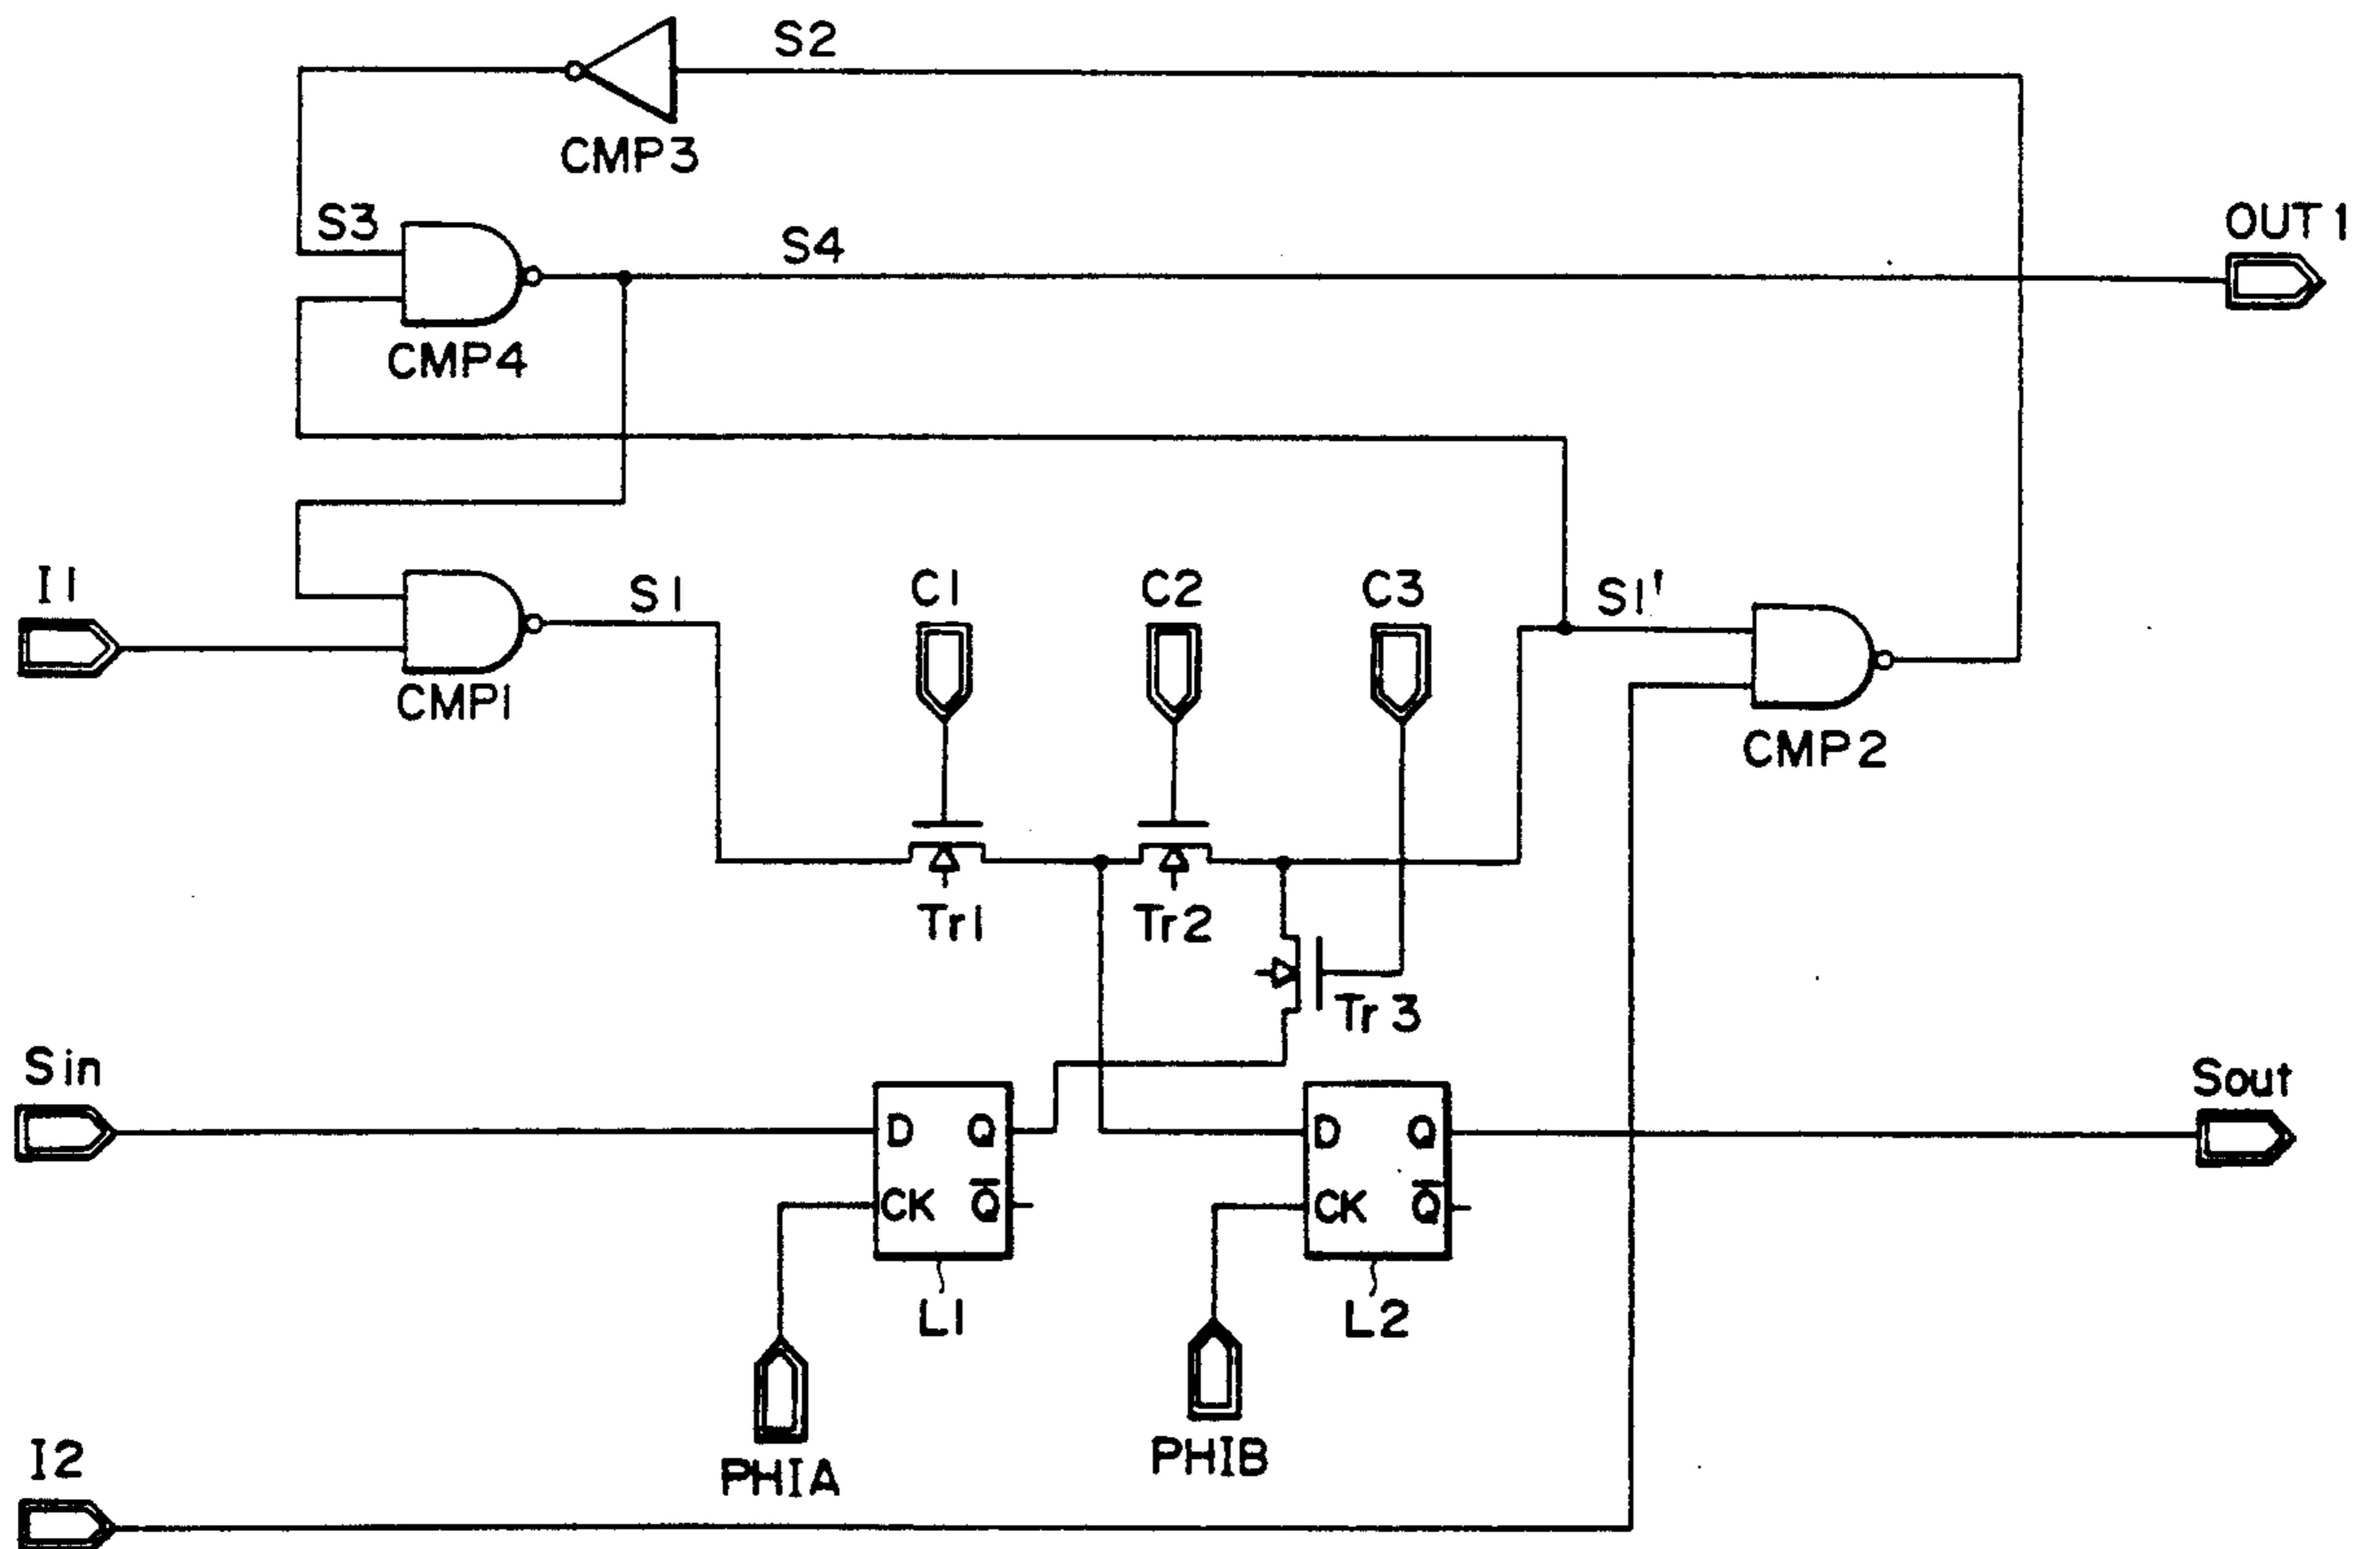 S2
CMP3
S3
S4
OUT1
CMP4
I1
S1
C1
C2
C3
S1'
CMP1
CMP2
Tr1
Tr2
Tr3
Sin
Sout
D Q
CK Q̅
D Q
CK Q̅
L1
L2
PHIA
PHIB
I2